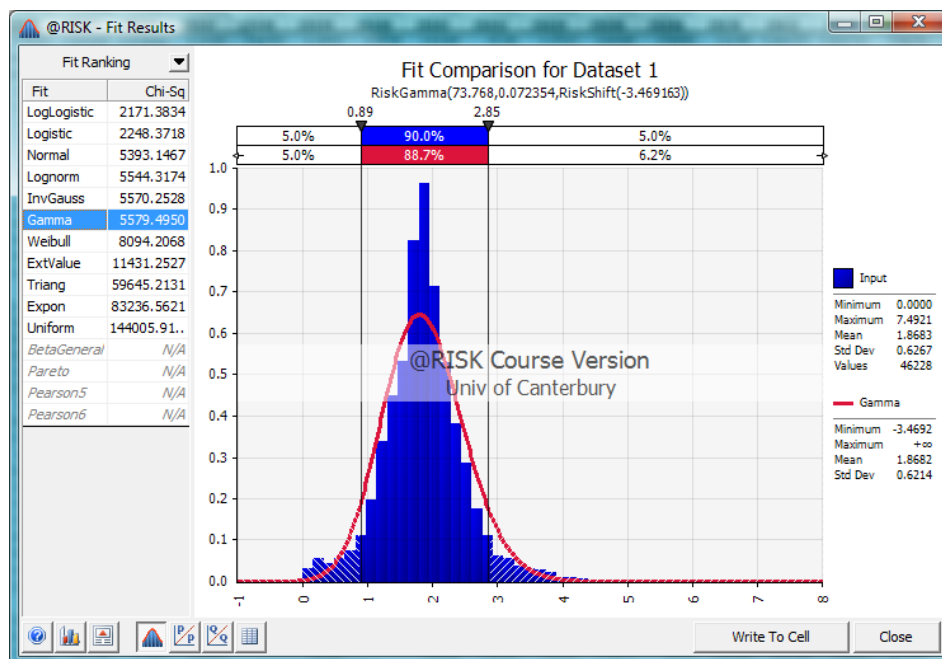 @RISK - Fit Results
Fit Ranking
Fit Chi-Sq
LogLogistic 2171.3834
Logistic 2248.3718
Normal 5393.1467
Lognorm 5544.3174
InvGauss 5570.2528
Gamma 5579.4950
Weibull 8094.2068
ExtValue 11431.2527
Triang 59645.2131
Expon 83236.5621
Uniform 144005.91..
BetaGeneral N/A
Pareto N/A
Pearson5 N/A
Pearson6 N/A
Fit Comparison for Dataset 1
RiskGamma(73.768,0.072354,RiskShift(-3.469163))
0.89 2.85
5.0% 90.0% 5.0%
5.0% 88.7% 6.2%
1.0
0.9
0.8
0.7
0.6
0.5
0.4
0.3
0.2
0.1
0.0
-1 0 1 2 3 4 5 6 7 8
@RISK Course Version
Univ of Canterbury
Input
Minimum 0.0000
Maximum 7.4921
Mean 1.8683
Std Dev 0.6267
Values 46228
Gamma
Minimum -3.4692
Maximum +∞
Mean 1.8682
Std Dev 0.6214
? P/P Q/Q
Write To Cell Close